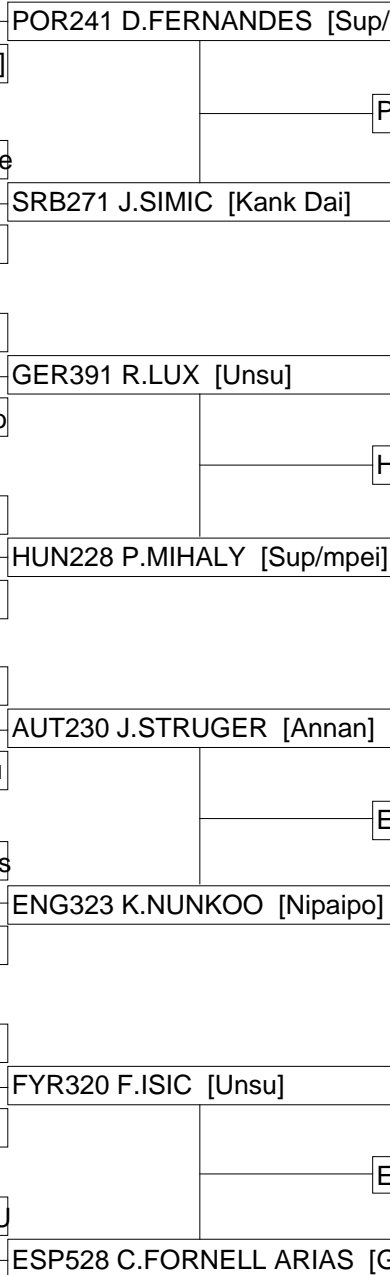 POR241 D.FERNANDES [Sup/
]
P
e
SRB271 J.SIMIC [Kank Dai]
GER391 R.LUX [Unsu]
H
HUN228 P.MIHALY [Sup/mpei]
AUT230 J.STRUGER [Annan]
E
s
ENG323 K.NUNKOO [Nipaipo]
FYR320 F.ISIC [Unsu]
E
ESP528 C.FORNELL ARIAS [G